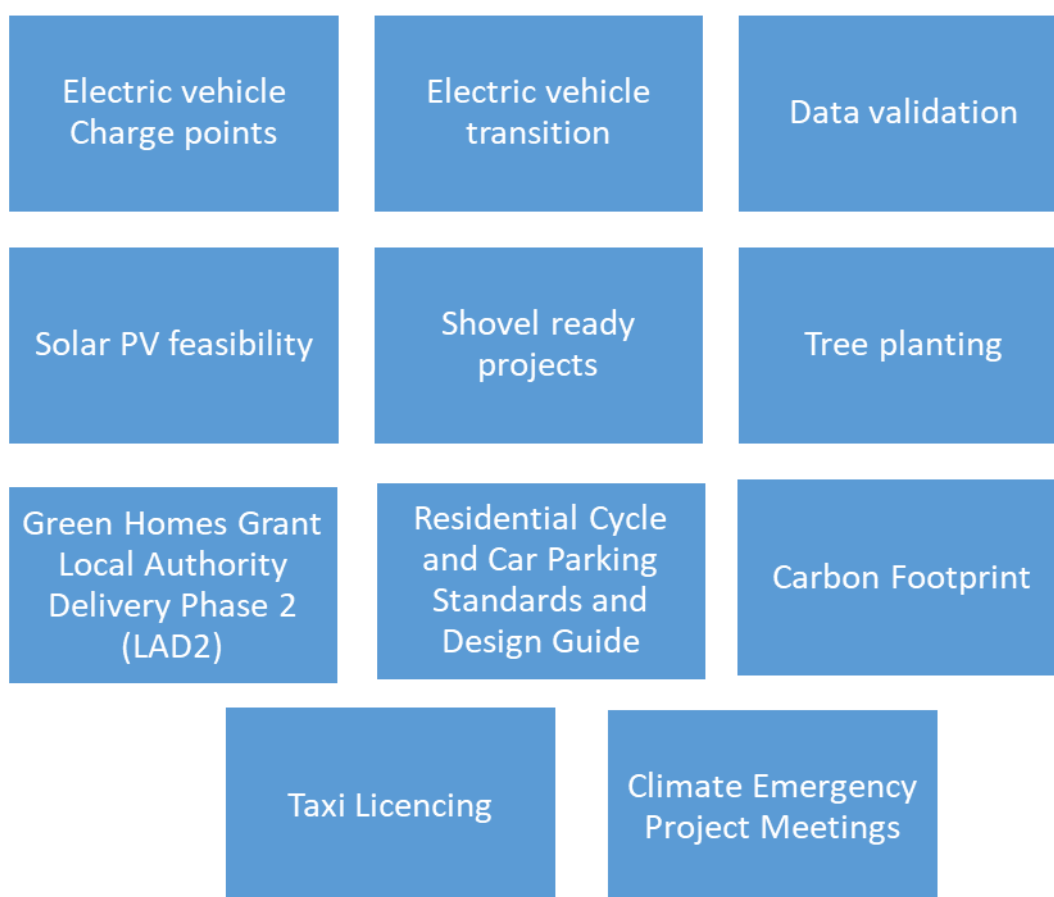 Electric vehicle
Charge points
Electric vehicle
transition
Data validation
Solar PV feasibility
Shovel ready
projects
Tree planting
Green Homes Grant
Local Authority
Delivery Phase 2
(LAD2)
Residential Cycle
and Car Parking
Standards and
Design Guide
Carbon Footprint
Taxi Licencing
Climate Emergency
Project Meetings